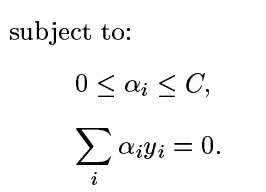 subject to:
0 ≤ αᵢ ≤ C,
∑ᵢ αᵢyᵢ = 0.